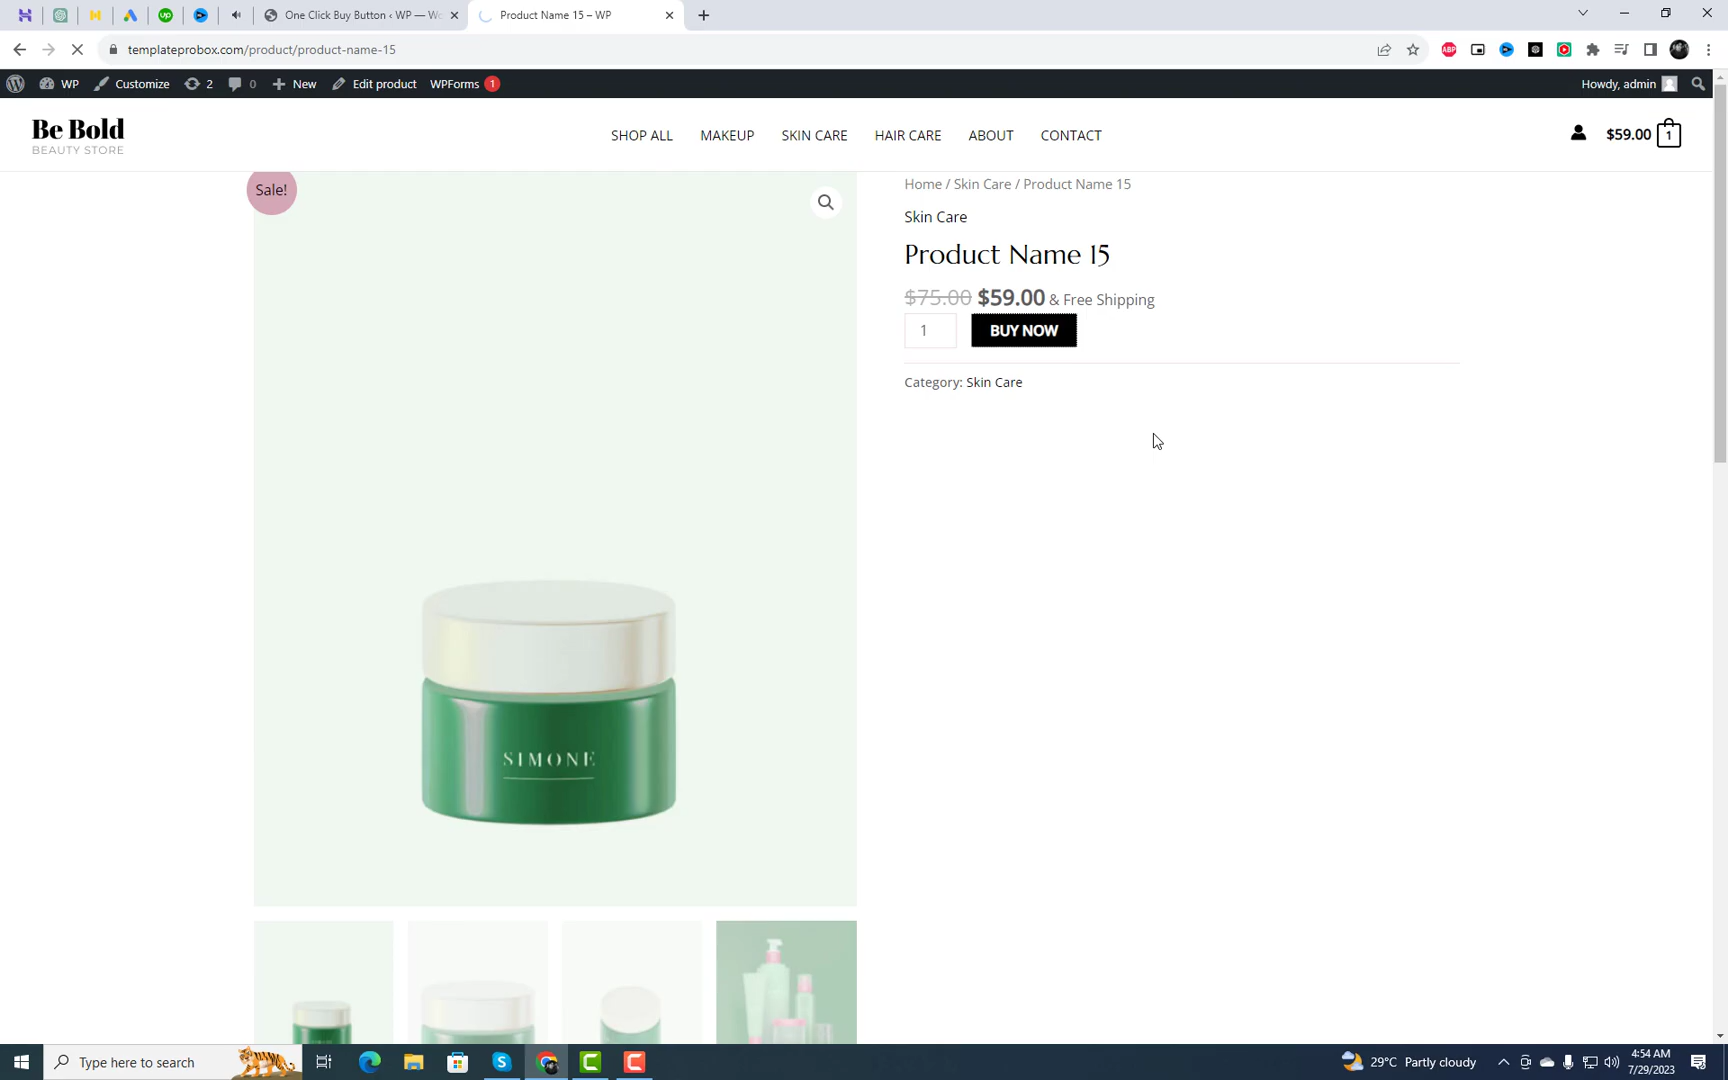 One Click Buy Button ‹ WP — Wo
Product Name 15 – WP
templateprobox.com/product/product-name-15
WP
Customize
2
0
New
Edit product
WPForms 1
Howdy, admin
Be Bold
BEAUTY STORE
SHOP ALL
MAKEUP
SKIN CARE
HAIR CARE
ABOUT
CONTACT
$59.00 1
Sale!
Home / Skin Care / Product Name 15
Skin Care
Product Name 15
$75.00 $59.00 & Free Shipping
1
BUY NOW
Category: Skin Care
SIMONE
Type here to search
29°C Partly cloudy
4:54 AM
7/29/2023